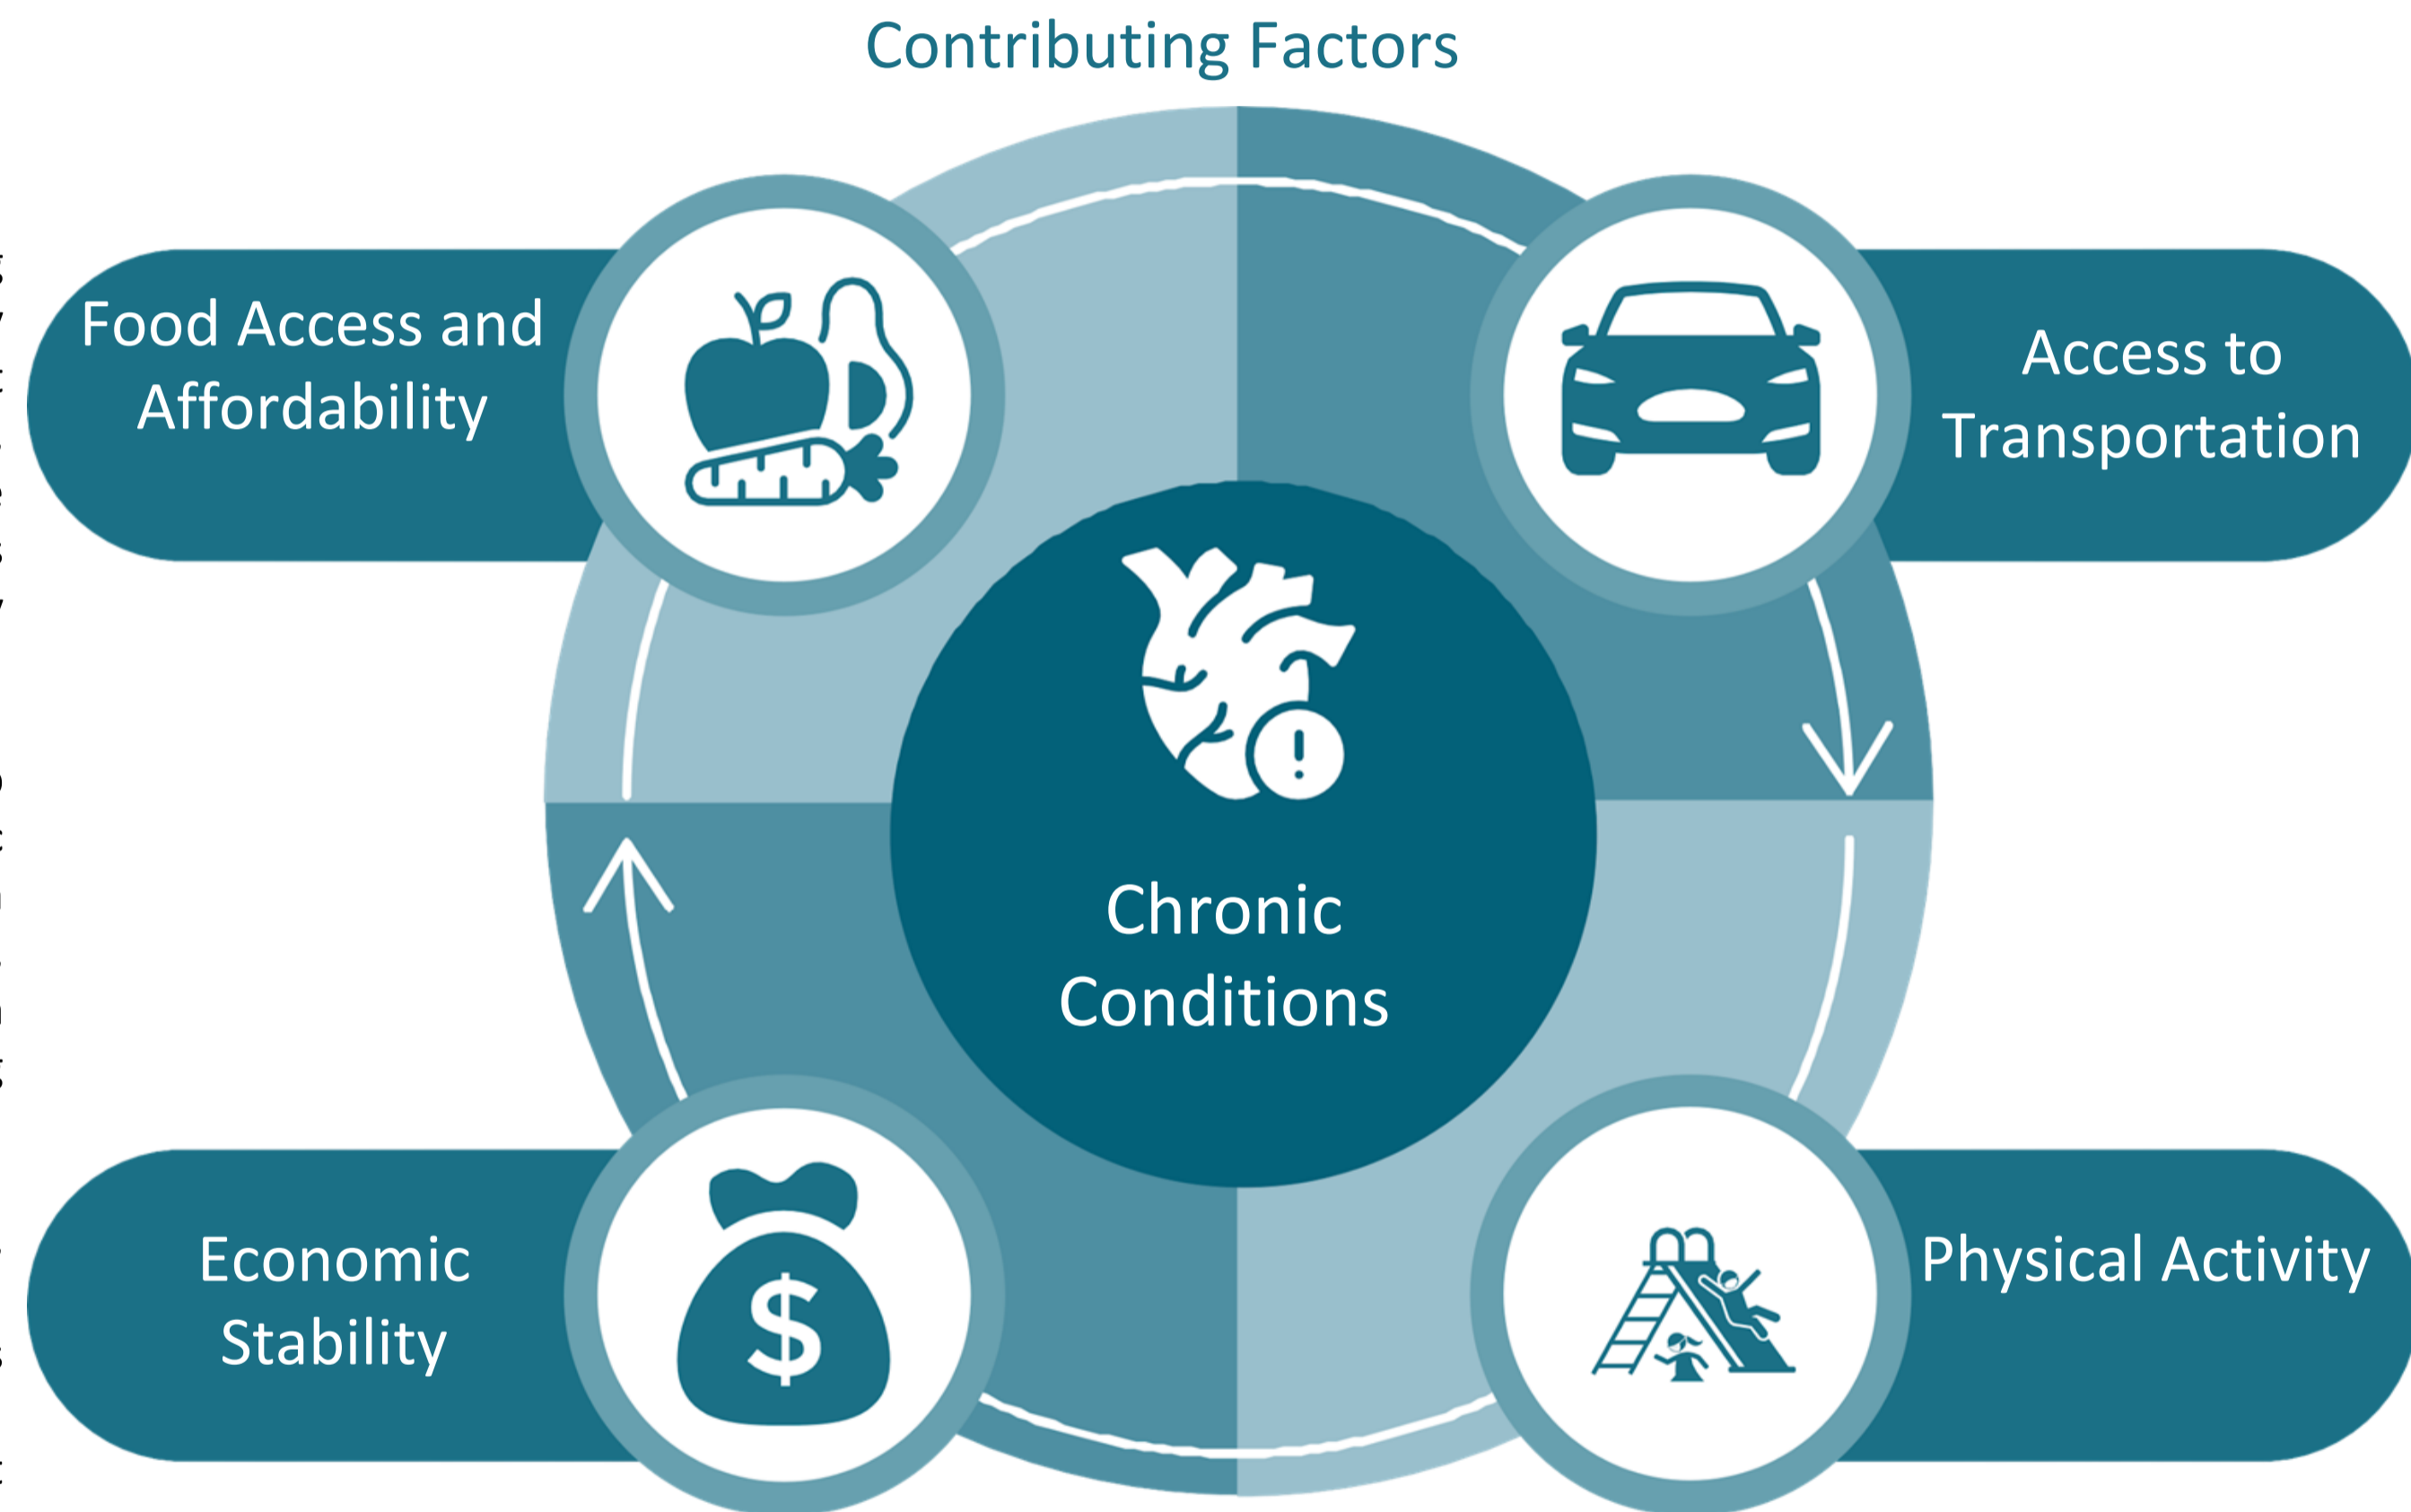 Contributing Factors
Food Access and
Affordability
Access to
Transportation
Chronic
Conditions
Economic
Stability
Physical Activity
$